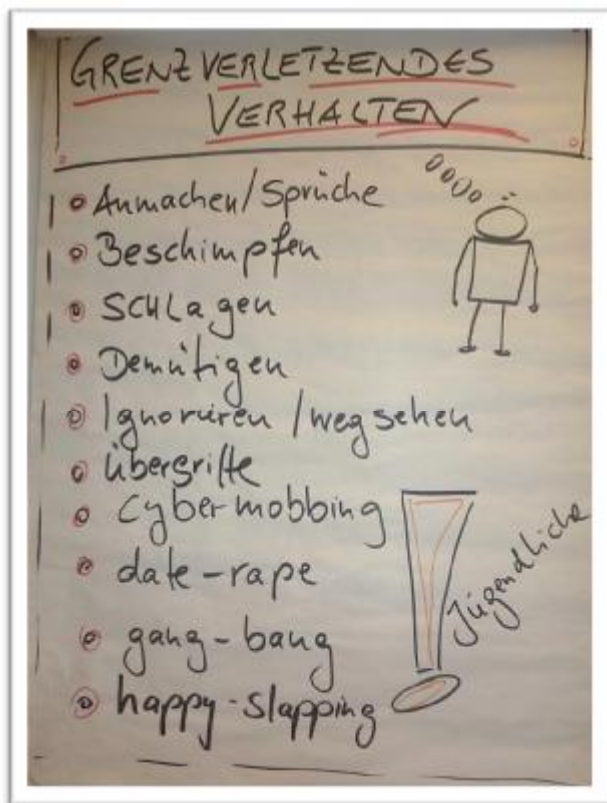 GRENZVERLETZENDES
VERHALTEN
Anmachen/Sprüche
Beschimpfen
SCHLagen
Demütigen
Ignorieren/wegsehen
Übergriffe
Cybermobbing
date-rape
gang-bang
happy-slapping
Jugendliche